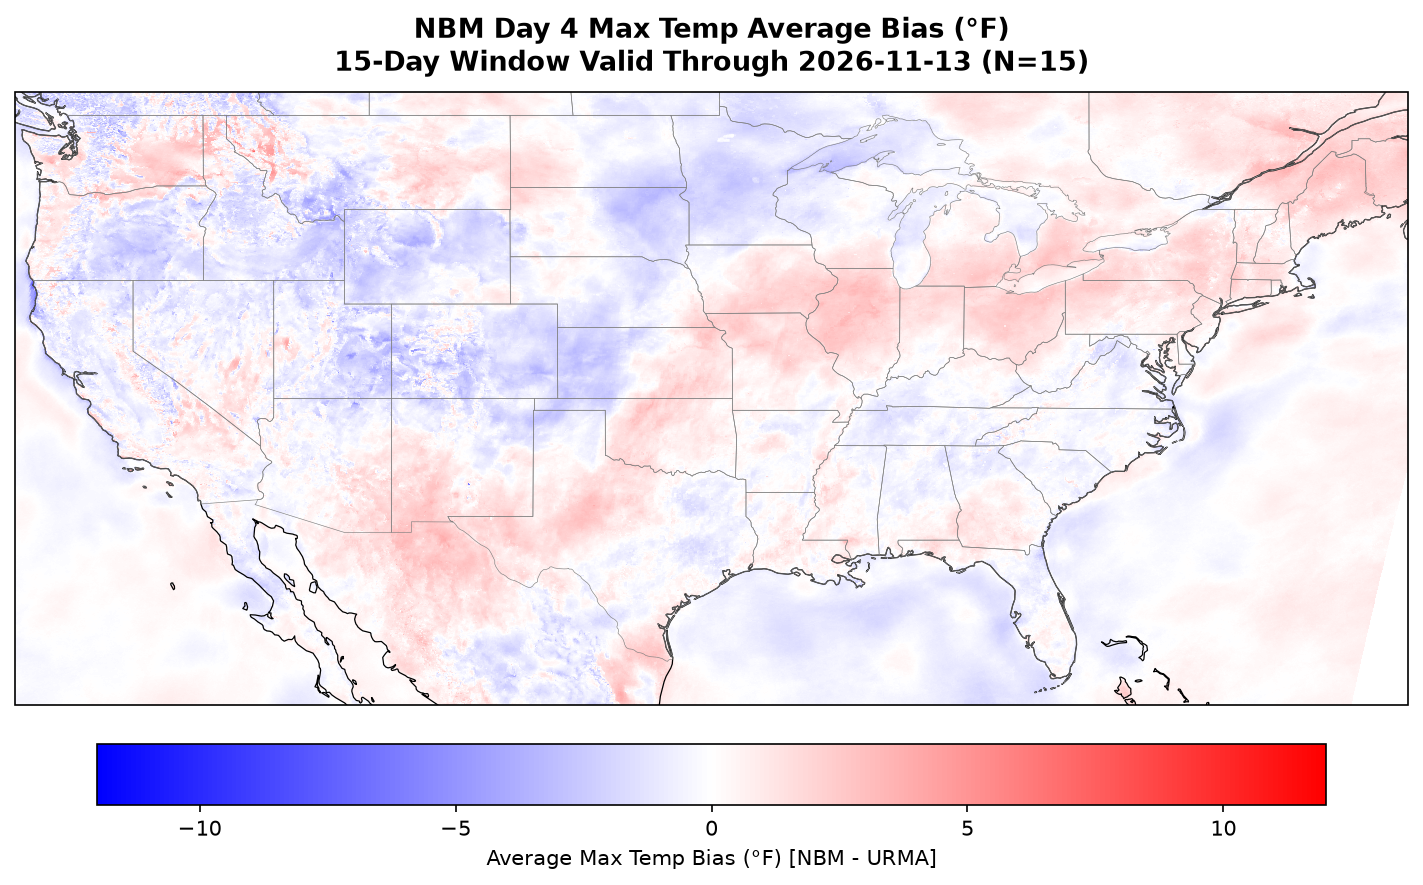 NBM Day 4 Max Temp Average Bias (°F)
15-Day Window Valid Through 2026-11-13 (N=15)
−10 −5 0 5 10
Average Max Temp Bias (°F) [NBM - URMA]